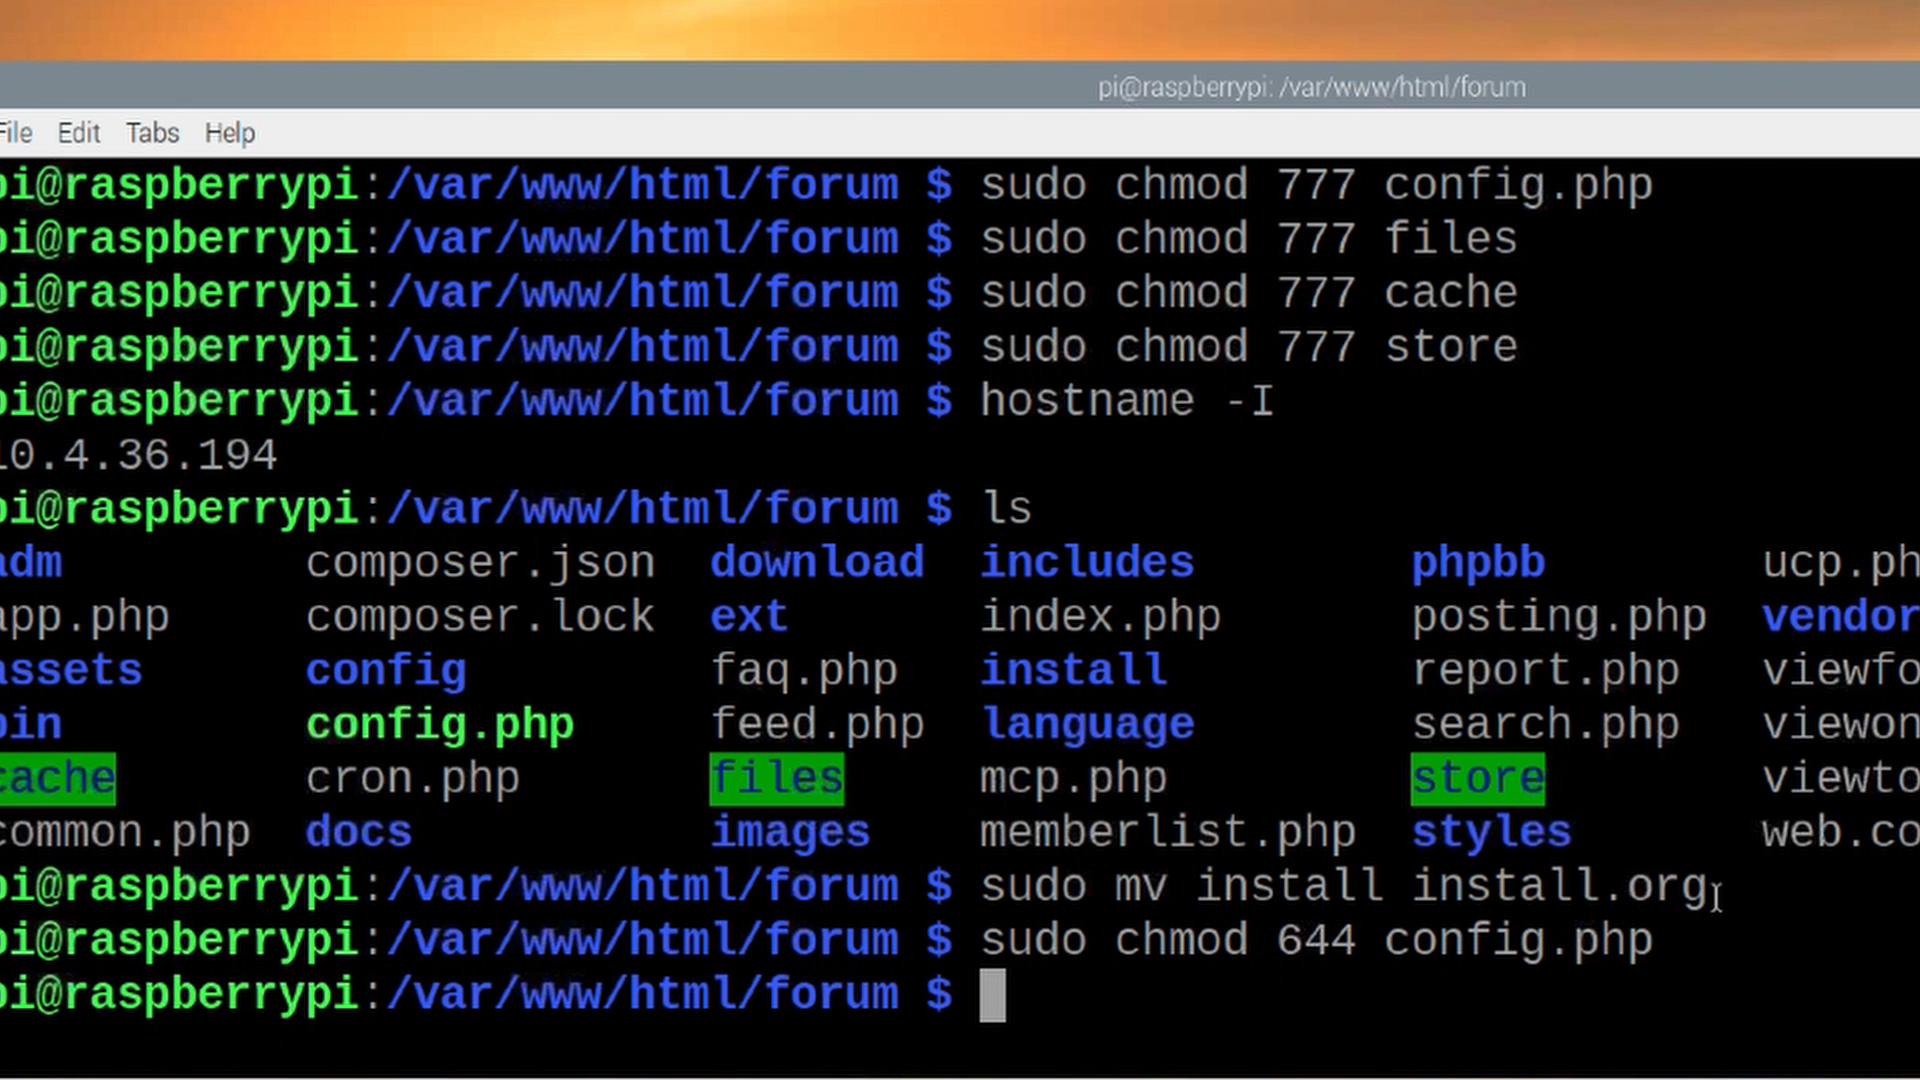 pi@raspberrypi: /var/www/html/forum
File Edit Tabs Help
pi@raspberrypi:/var/www/html/forum $ sudo chmod 777 config.php
pi@raspberrypi:/var/www/html/forum $ sudo chmod 777 files
pi@raspberrypi:/var/www/html/forum $ sudo chmod 777 cache
pi@raspberrypi:/var/www/html/forum $ sudo chmod 777 store
pi@raspberrypi:/var/www/html/forum $ hostname -I
10.4.36.194
pi@raspberrypi:/var/www/html/forum $ ls
adm composer.json download includes phpbb ucp.ph
app.php composer.lock ext index.php posting.php vendor
assets config faq.php install report.php viewfo
bin config.php feed.php language search.php viewon
cache cron.php files mcp.php store viewto
common.php docs images memberlist.php styles web.co
pi@raspberrypi:/var/www/html/forum $ sudo mv install install.org
pi@raspberrypi:/var/www/html/forum $ sudo chmod 644 config.php
pi@raspberrypi:/var/www/html/forum $